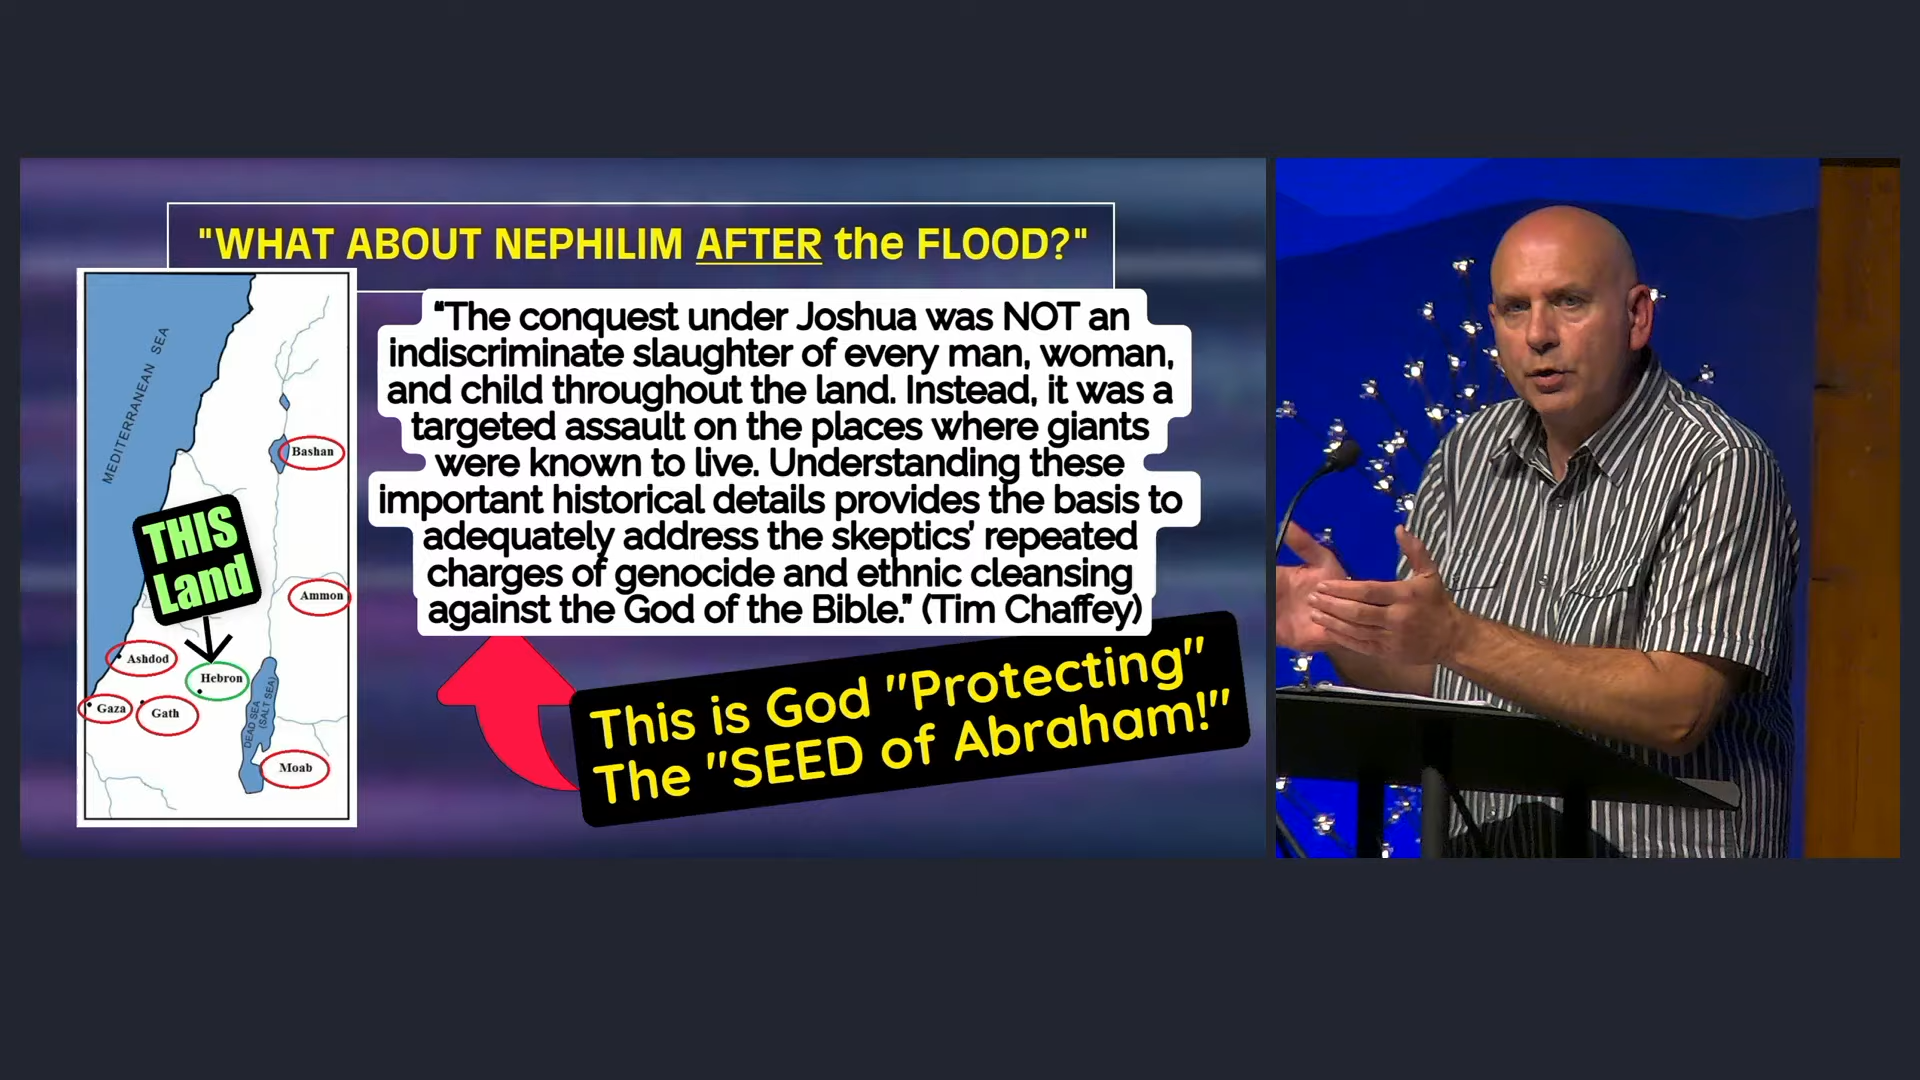 "WHAT ABOUT NEPHILIM AFTER the FLOOD?"
“The conquest under Joshua was NOT an
indiscriminate slaughter of every man, woman,
and child throughout the land. Instead, it was a
targeted assault on the places where giants
were known to live. Understanding these
important historical details provides the basis to
adequately address the skeptics’ repeated
charges of genocide and ethnic cleansing
against the God of the Bible.” (Tim Chaffey)
This is God "Protecting"
The "SEED of Abraham!"
MEDITERRANEAN SEA
Bashan
THIS
Land
Ammon
Ashdod
Hebron
Gaza
Gath
DEAD SEA
(SALT SEA)
Moab